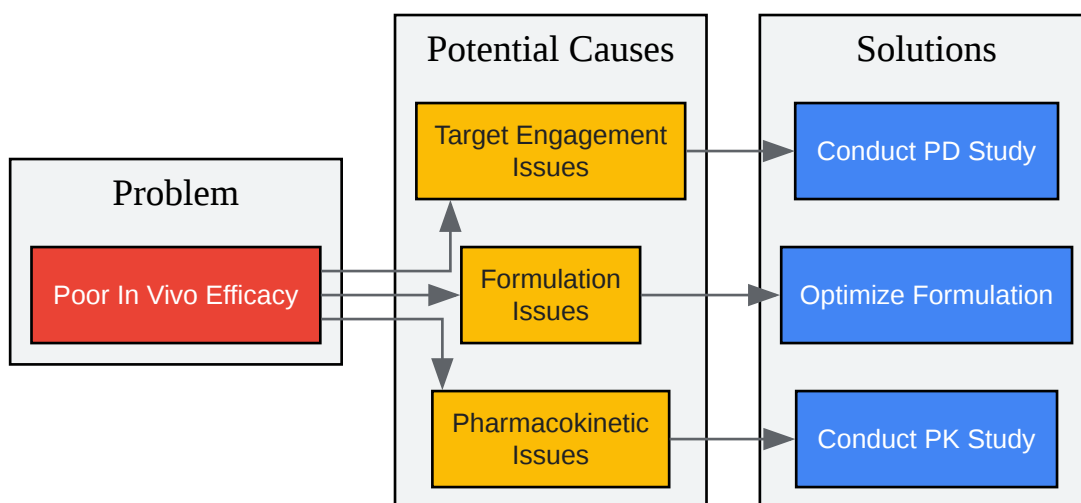 Problem
Poor In Vivo Efficacy
Potential Causes
Target Engagement
Issues
Formulation
Issues
Pharmacokinetic
Issues
Solutions
Conduct PD Study
Optimize Formulation
Conduct PK Study